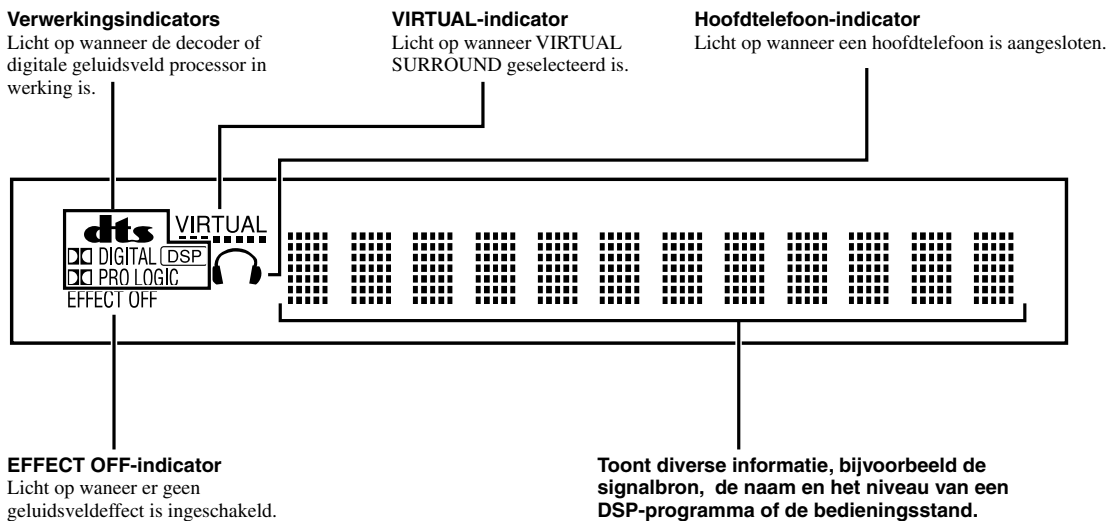 Verwerkingsindicators
Licht op wanneer de decoder of
digitale geluidsveld processor in
werking is.
VIRTUAL-indicator
Licht op wanneer VIRTUAL
SURROUND geselecteerd is.
Hoofdtelefoon-indicator
Licht op wanneer een hoofdtelefoon is aangesloten.
dts
VIRTUAL
DIGITAL DSP
PRO LOGIC
EFFECT OFF
EFFECT OFF-indicator
Licht op waneer er geen
geluidsveldeffect is ingeschakeld.
Toont diverse informatie, bijvoorbeeld de
signalbron, de naam en het niveau van een
DSP-programma of de bedieningsstand.